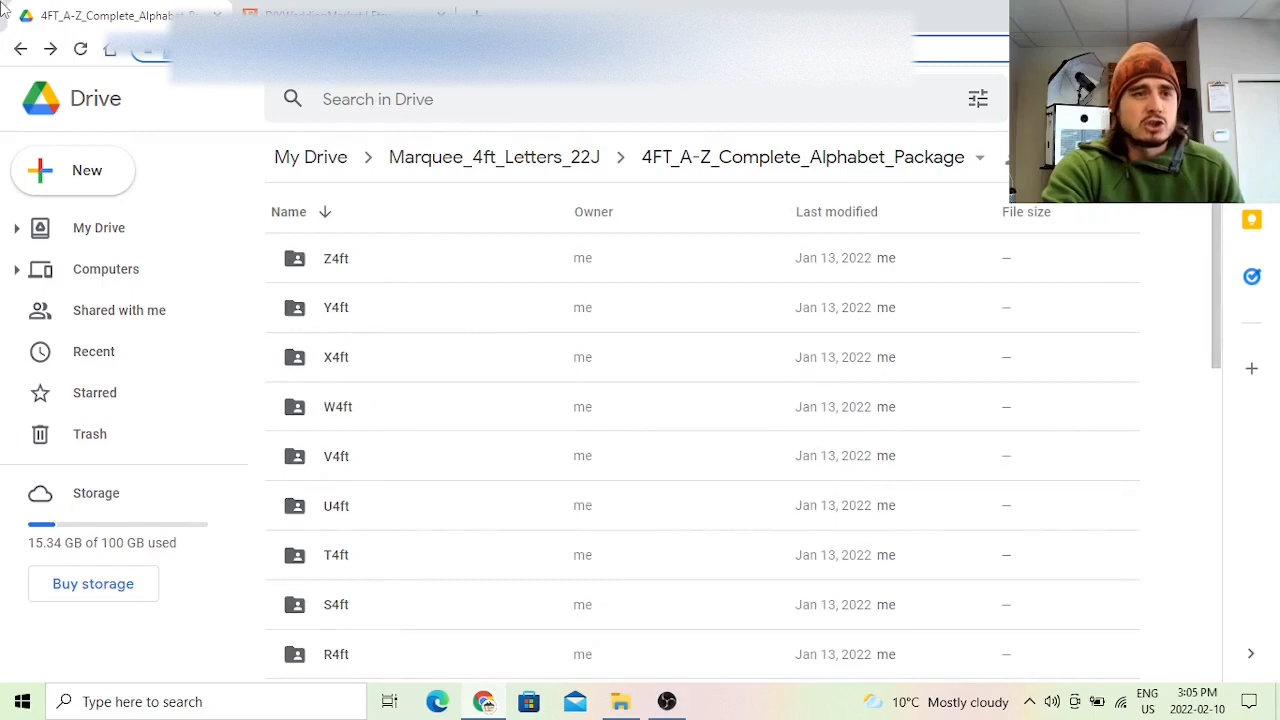 4FT_A-Z_Complete_Alphabet_P
Drive
Search in Drive
New
My Drive
Computers
Shared with me
Recent
Starred
Trash
Storage
15.34 GB of 100 GB used
Buy storage
My Drive > Marquee_4ft_Letters_22J > 4FT_A-Z_Complete_Alphabet_Package
Name Owner Last modified File size
Z4ft me Jan 13, 2022 me –
Y4ft me Jan 13, 2022 me –
X4ft me Jan 13, 2022 me –
W4ft me Jan 13, 2022 me –
V4ft me Jan 13, 2022 me –
U4ft me Jan 13, 2022 me –
T4ft me Jan 13, 2022 me –
S4ft me Jan 13, 2022 me –
R4ft me Jan 13, 2022 me –
Type here to search
10°C Mostly cloudy
ENG
US
3:05 PM
2022-02-10